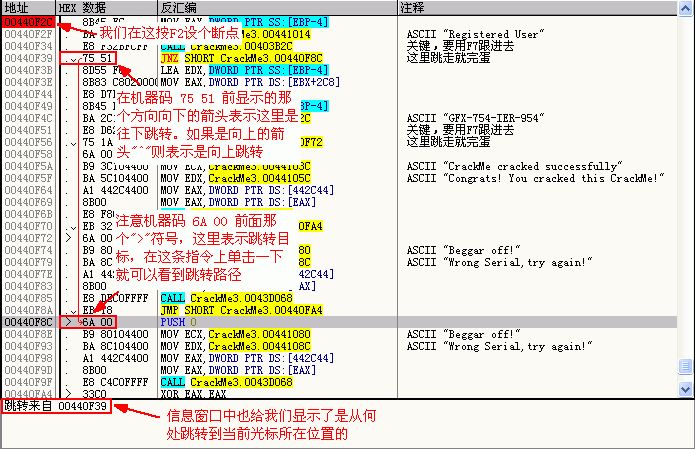 地址 HEX 数据 反汇编 注释
00440F2C . 8B45 FC MOV EAX,DWORD PTR SS:[EBP-4]
我们在这按F2设个断点
00440F2F CrackMe3.00441014 ASCII "Registered User"
00440F34 . E8 F32BFCFF CALL CrackMe3.00403B2C 关键，要用F7跟进去
00440F39 . 75 51 JNZ SHORT CrackMe3.00440F8C 这里跳走就完蛋
00440F3B . 8D55 FC LEA EDX,DWORD PTR SS:[EBP-4]
. 8B83 C8020000 [EBX+2C8]
. E8 D7
. 8B45 [EBP-4]
. BA 2C ASCII "GFX-754-IER-954"
00440F51 . E8 D6 关键，要用F7跟进去
00440F56 . 75 1A 0F72 这里跳走就完蛋
00440F58 . 6A 00
在机器码 75 51 前显示的那
个方向向下的箭头表示这里是
往下跳转。如果是向上的箭
头"^"则表示是向上跳转
00440F5A . B9 3C104400 MOV ECX,CrackMe3.0044103C ASCII "CrackMe cracked successfully"
00440F5F . BA 5C104400 MOV EDX,CrackMe3.0044105C ASCII "Congrats! You cracked this CrackMe!"
00440F64 . A1 442C4400 MOV EAX,DWORD PTR DS:[442C44]
00440F69 . 8B00 MOV EAX,DWORD PTR DS:[EAX]
00440F6B . E8 F8
00440F70 . EB 32 0FA4
00440F72 > 6A 00
00440F74 . B9 80 80 ASCII "Beggar off!"
00440F79 . BA 8C 8C ASCII "Wrong Serial,try again!"
00440F7E . A1 44 [442C44]
00440F83 . 8B00 MOV EAX,DWORD PTR DS:[EAX]
注意机器码 6A 00 前面那
个">"符号，这里表示跳转目
标，在这条指令上单击一下
就可以看到跳转路径
00440F85 . E8 DEC0FFFF CALL CrackMe3.0043D068
00440F8A . EB 18 JMP SHORT CrackMe3.00440FA4
00440F8C > 6A 00 PUSH 0
00440F8E . B9 80104400 MOV ECX,CrackMe3.00441080 ASCII "Beggar off!"
00440F93 . BA 8C104400 MOV EDX,CrackMe3.0044108C ASCII "Wrong Serial,try again!"
00440F98 . A1 442C4400 MOV EAX,DWORD PTR DS:[442C44]
00440F9D . 8B00 MOV EAX,DWORD PTR DS:[EAX]
00440F9F . E8 C4C0FFFF CALL CrackMe3.0043D068
00440FA4 > 33C0 XOR EAX,EAX
跳转来自 00440F39
信息窗口中也给我们显示了是从何
处跳转到当前光标所在位置的